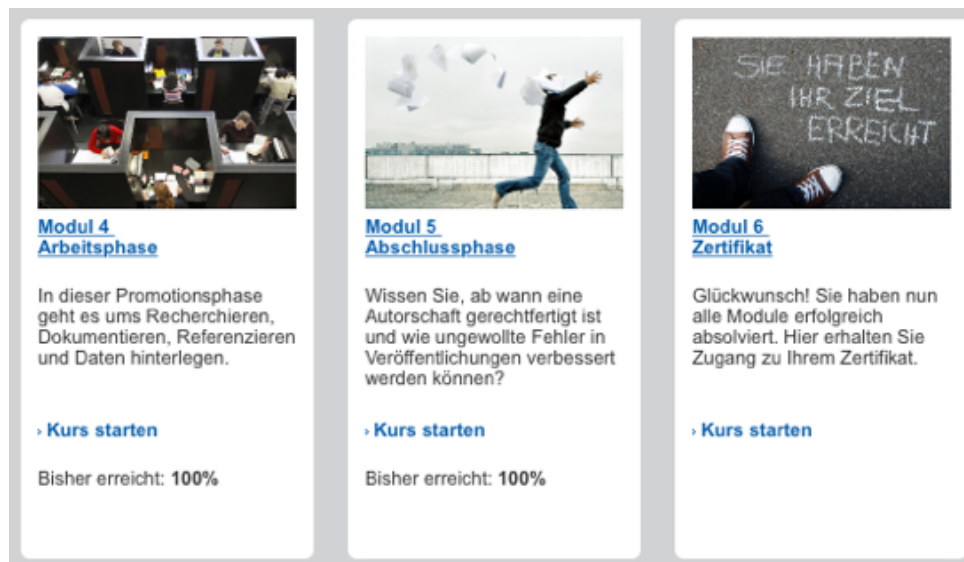 SIE HABEN
IHR ZIEL
ERREICHT
Modul 4
Arbeitsphase
In dieser Promotionsphase
geht es ums Recherchieren,
Dokumentieren, Referenzieren
und Daten hinterlegen.
› Kurs starten
Bisher erreicht: 100%
Modul 5
Abschlussphase
Wissen Sie, ab wann eine
Autorschaft gerechtfertigt ist
und wie ungewollte Fehler in
Veröffentlichungen verbessert
werden können?
› Kurs starten
Bisher erreicht: 100%
Modul 6
Zertifikat
Glückwunsch! Sie haben nun
alle Module erfolgreich
absolviert. Hier erhalten Sie
Zugang zu Ihrem Zertifikat.
› Kurs starten